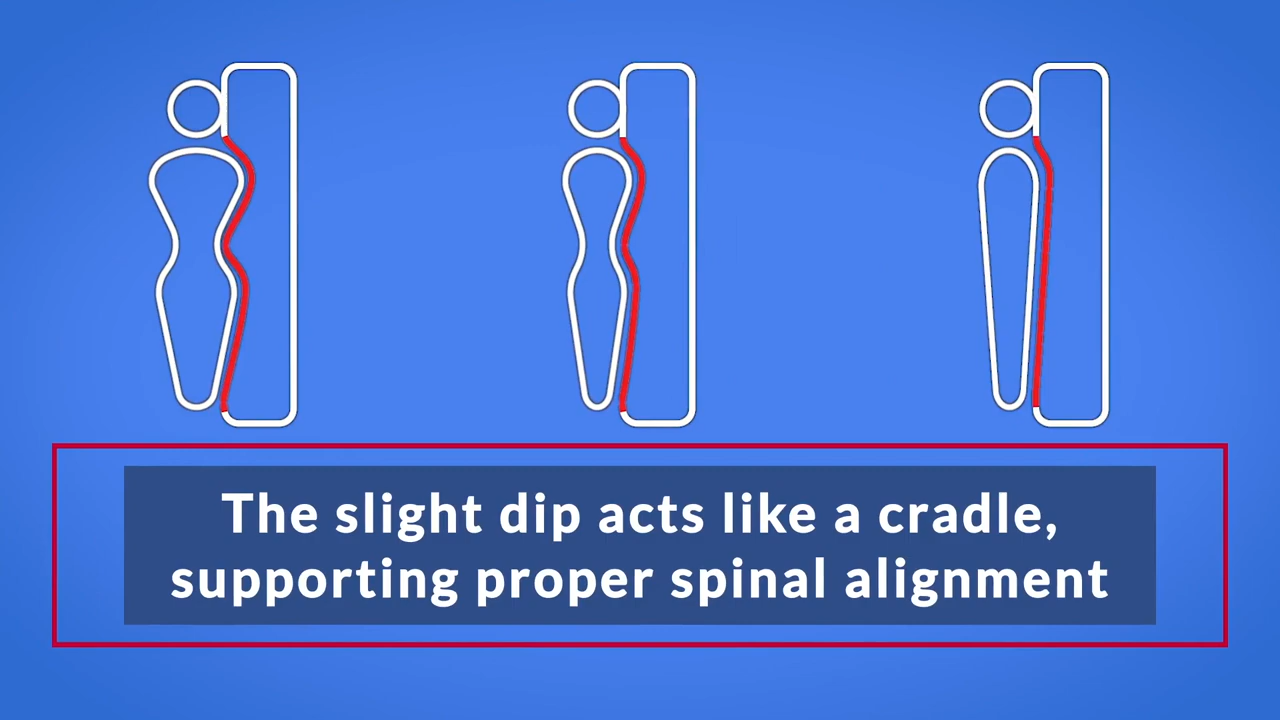 The slight dip acts like a cradle,
supporting proper spinal alignment